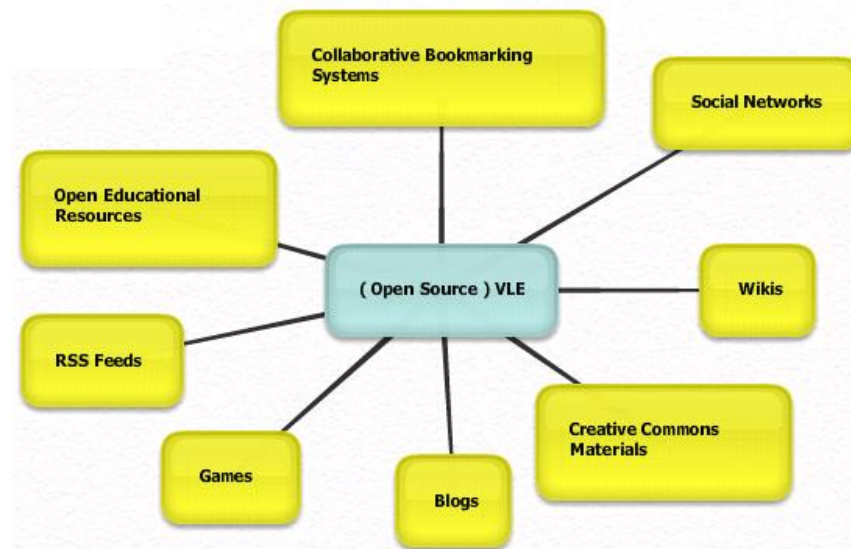 Collaborative Bookmarking
Systems
Social Networks
Open Educational
Resources
( Open Source ) VLE
Wikis
RSS Feeds
Creative Commons
Materials
Games
Blogs